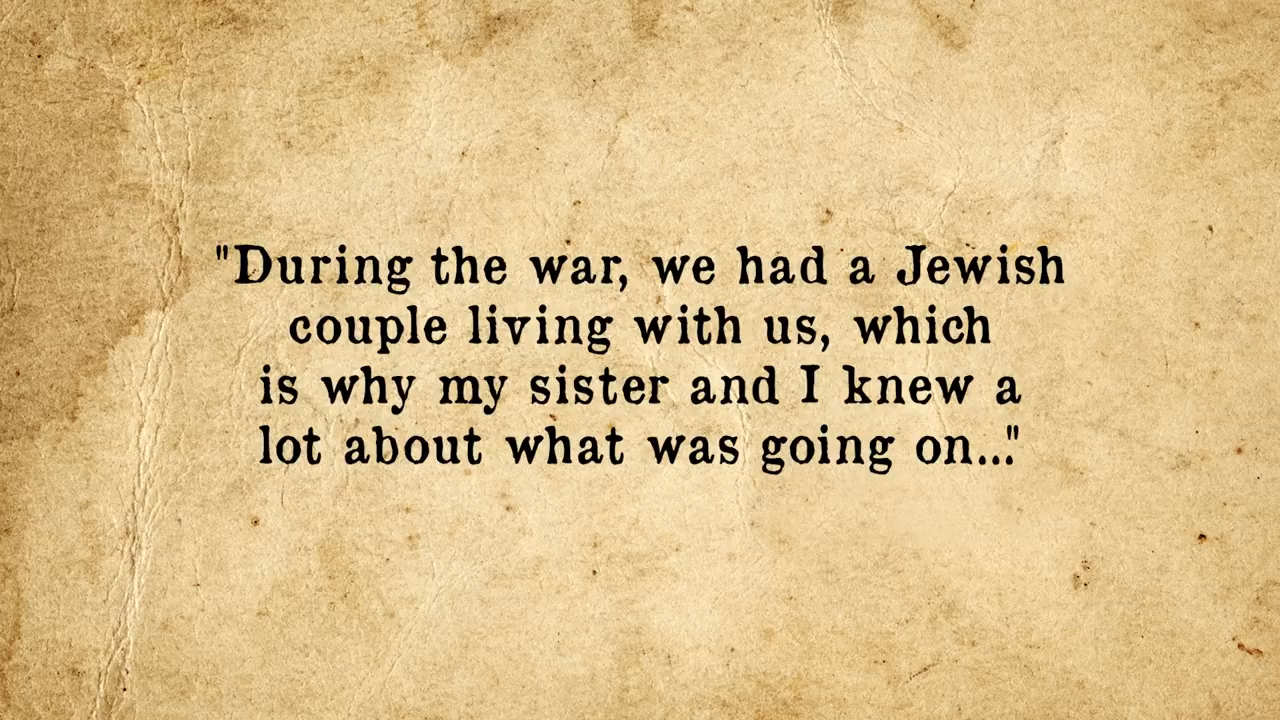 "During the war, we had a Jewish
couple living with us, which
is why my sister and I knew a
lot about what was going on..."